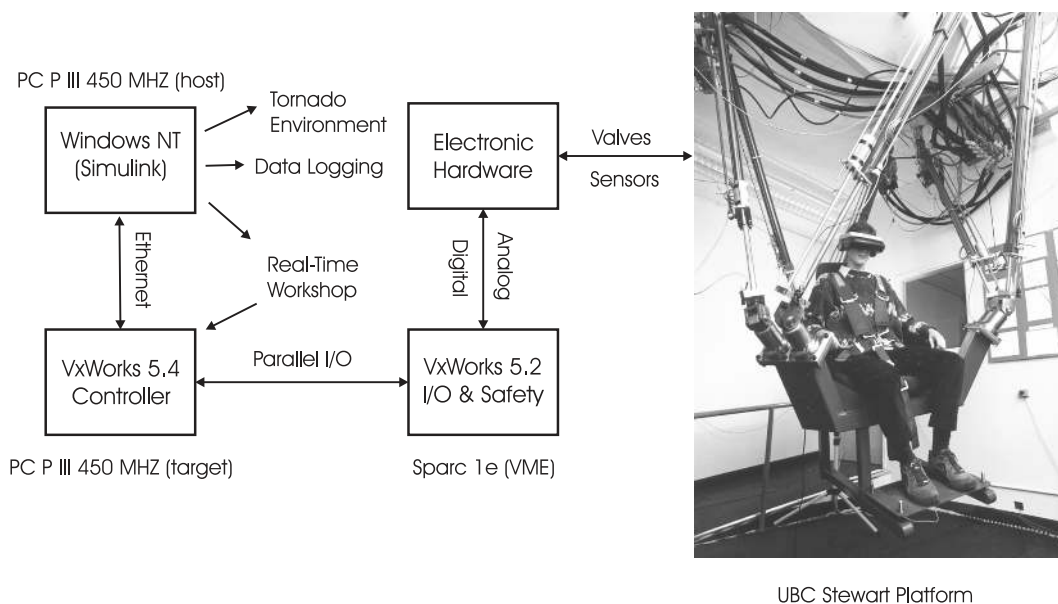 PC P III 450 MHZ (host)
Windows NT
(Simulink)
Tornado
Environment
Data Logging
Real-Time
Workshop
Ethernet
VxWorks 5.4
Controller
PC P III 450 MHZ (target)
Parallel I/O
Electronic
Hardware
Digital
Analog
VxWorks 5.2
I/O & Safety
Sparc 1e (VME)
Valves
Sensors
UBC Stewart Platform